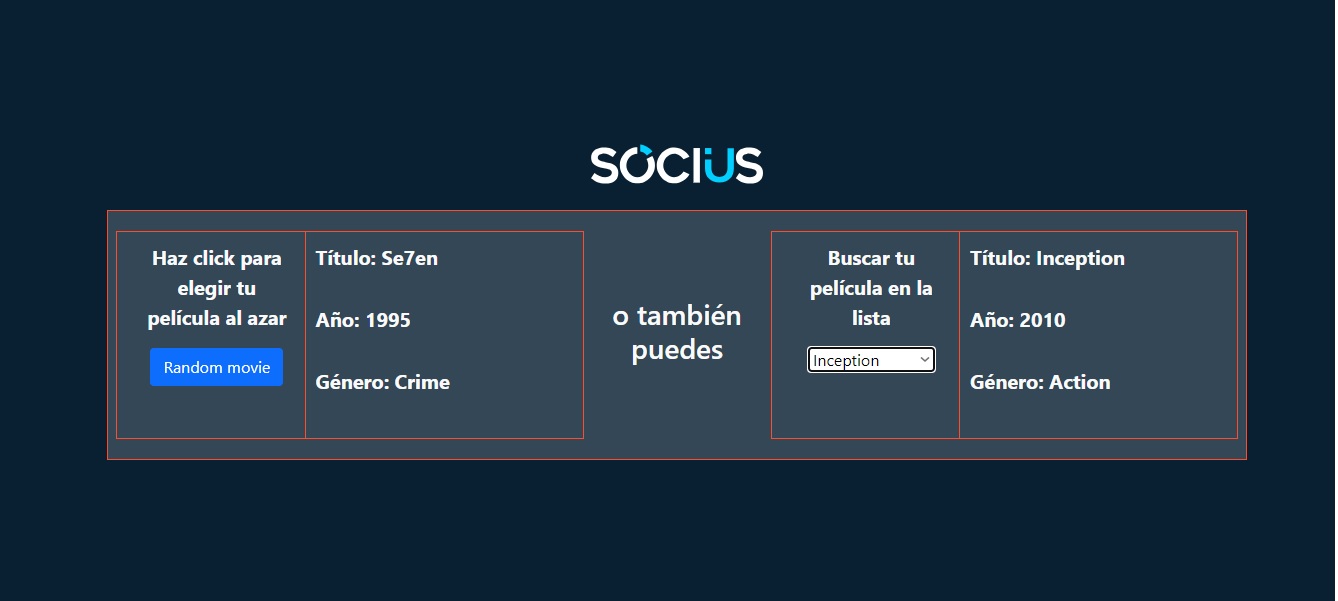 SOCIUS
Haz click para
elegir tu
película al azar
Random movie
Título: Se7en
Año: 1995
Género: Crime
o también
puedes
Buscar tu
película en la
lista
Inception
Título: Inception
Año: 2010
Género: Action